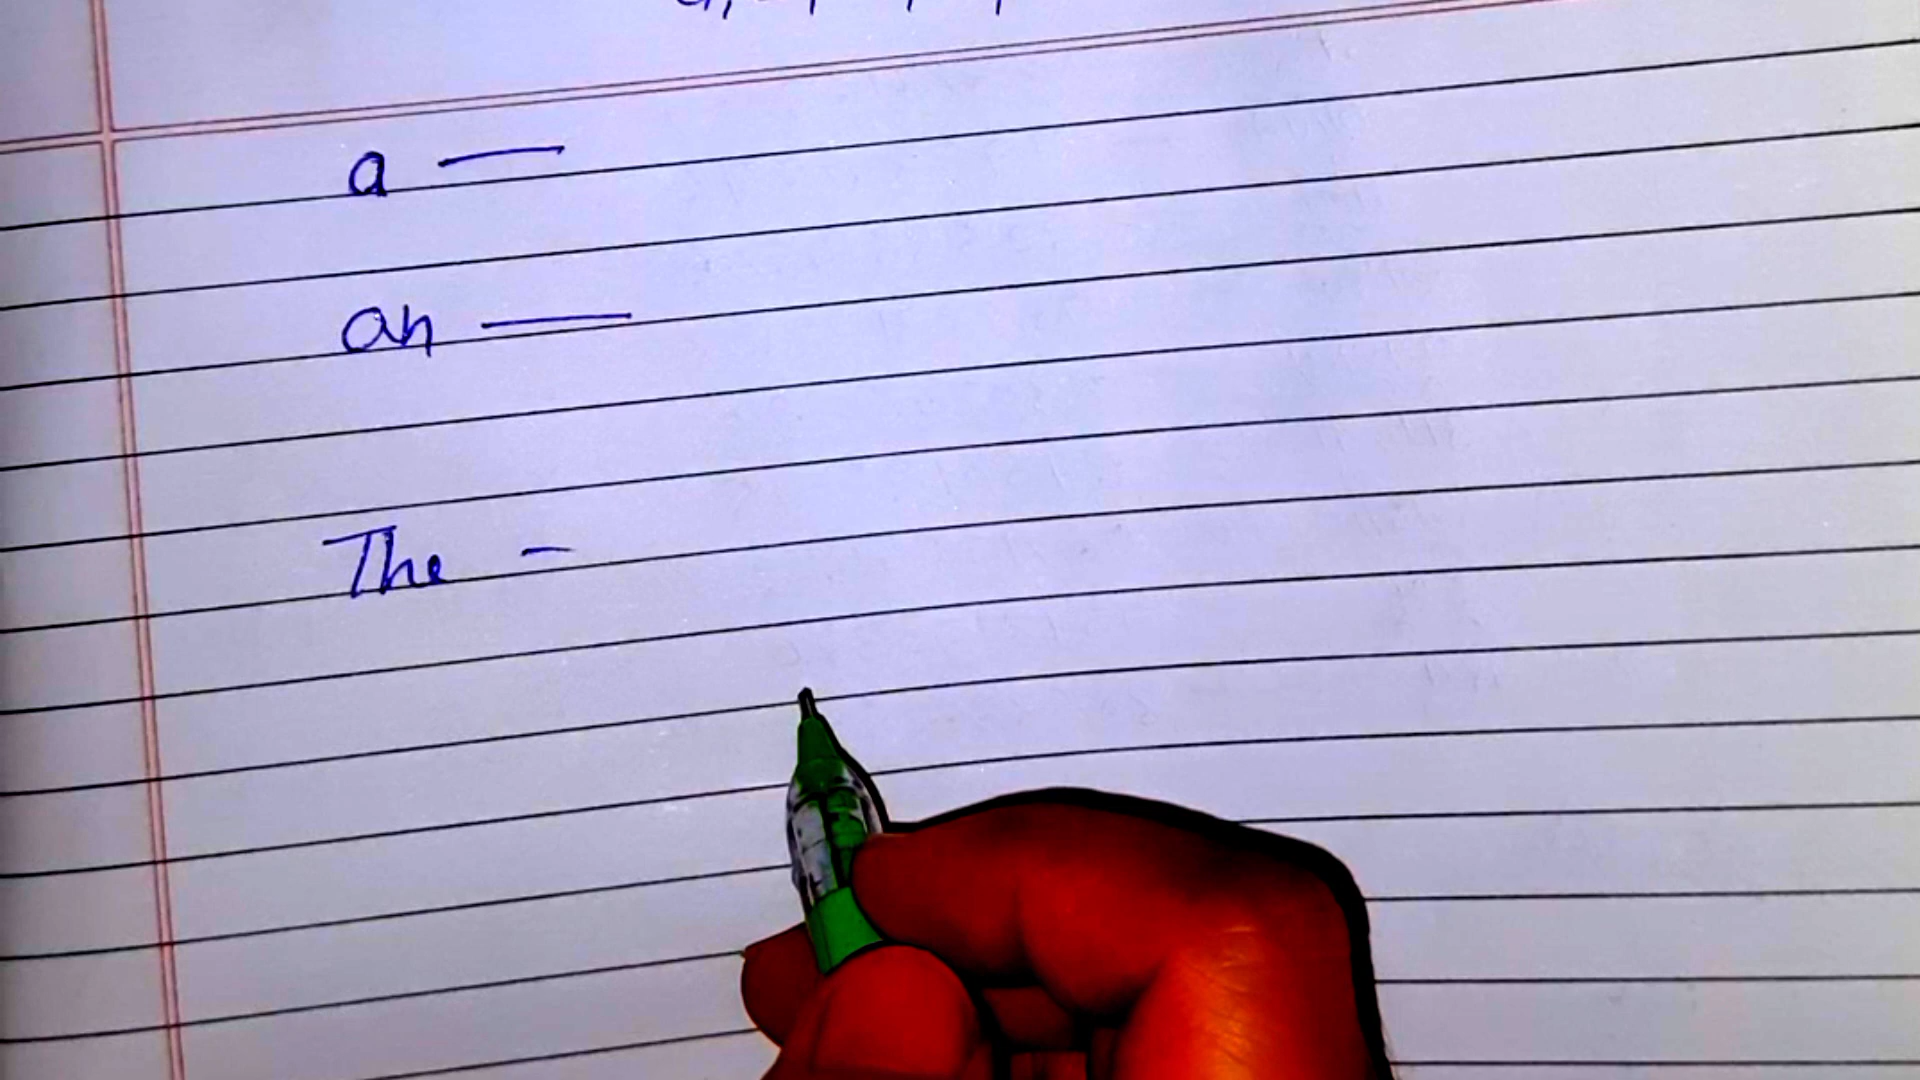 a —
an —
The -